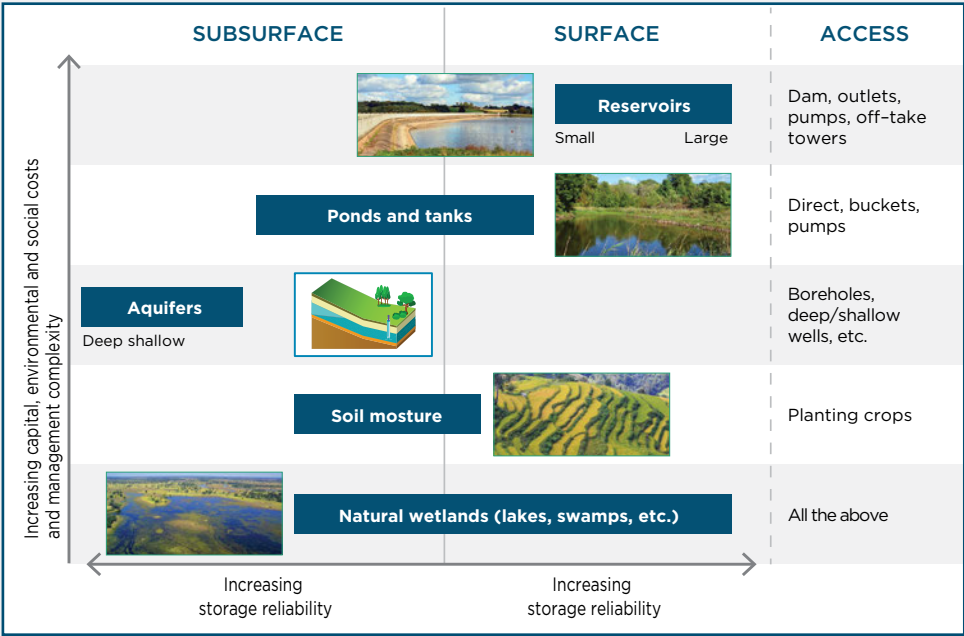 SUBSURFACE
SURFACE
ACCESS
Increasing capital, environmental and social costs
and management complexity
Reservoirs
Small
Large
Dam, outlets,
pumps, off–take
towers
Ponds and tanks
Direct, buckets,
pumps
Aquifers
Deep shallow
Boreholes,
deep/shallow
wells, etc.
Soil mosture
Planting crops
Natural wetlands (lakes, swamps, etc.)
All the above
Increasing
storage reliability
Increasing
storage reliability